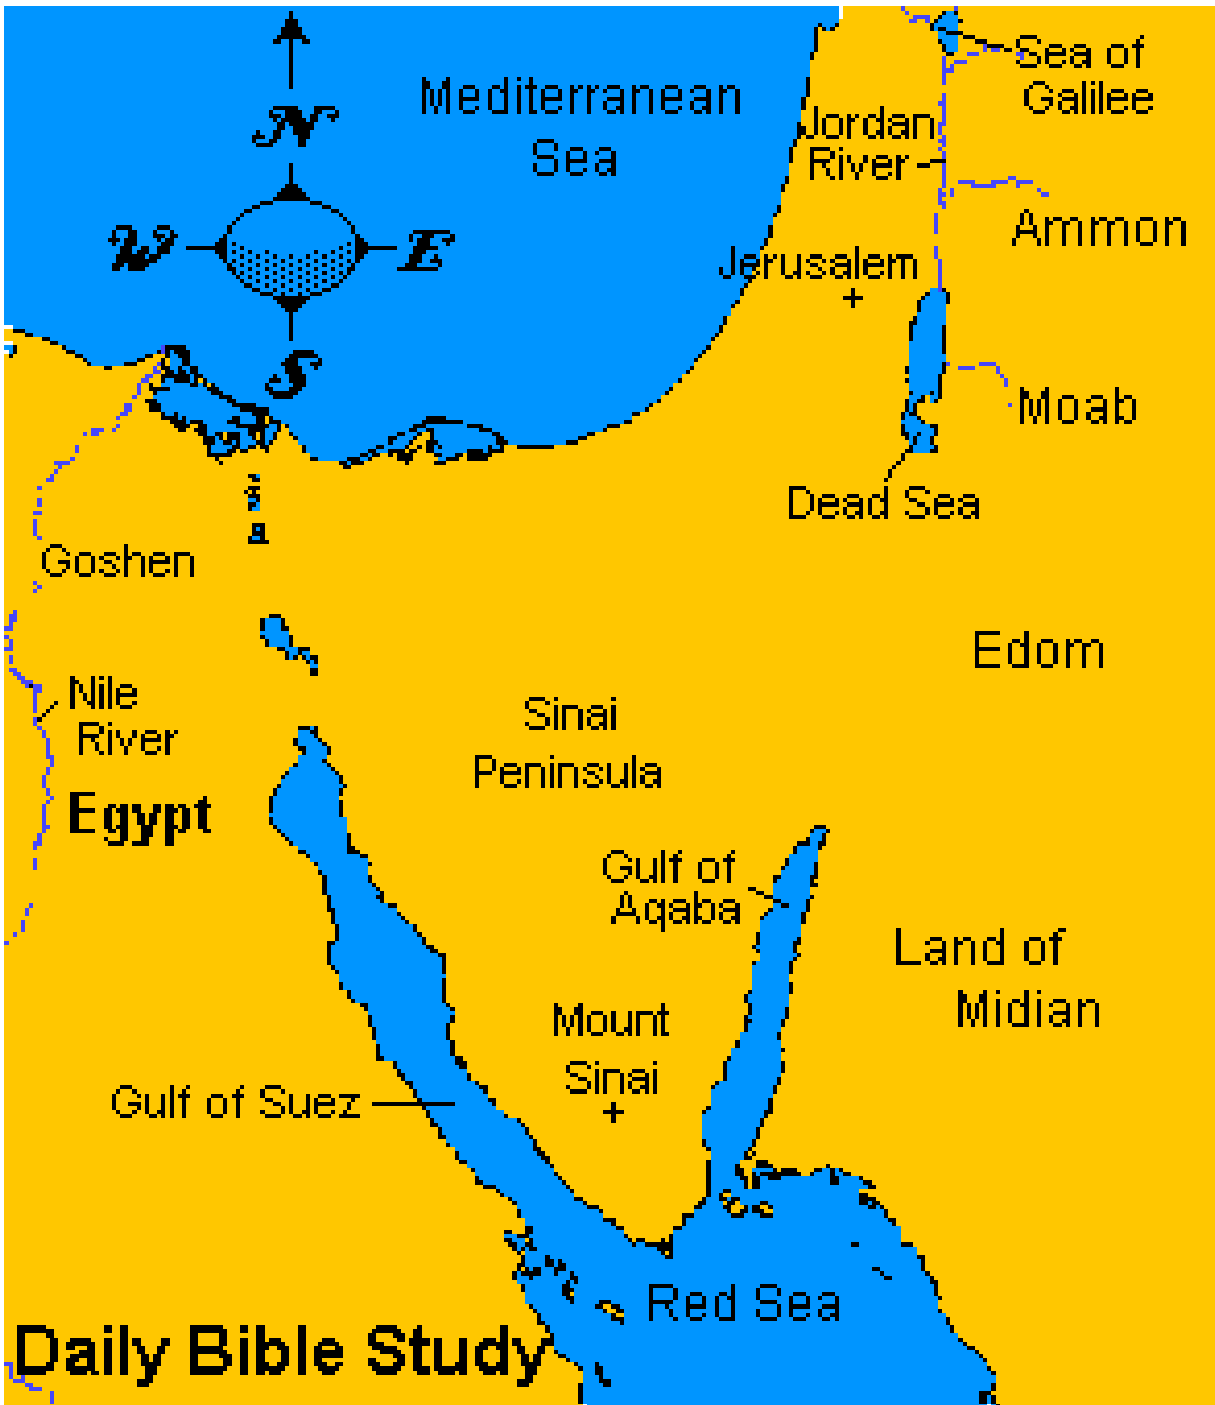 N
W
E
S
Mediterranean
Sea
Sea of
Galilee
Jordan
River
Ammon
Jerusalem
Moab
Dead Sea
Goshen
Edom
Nile
River
Sinai
Peninsula
Egypt
Gulf of
Aqaba
Land of
Midian
Mount
Sinai
Gulf of Suez
Red Sea
Daily Bible Study